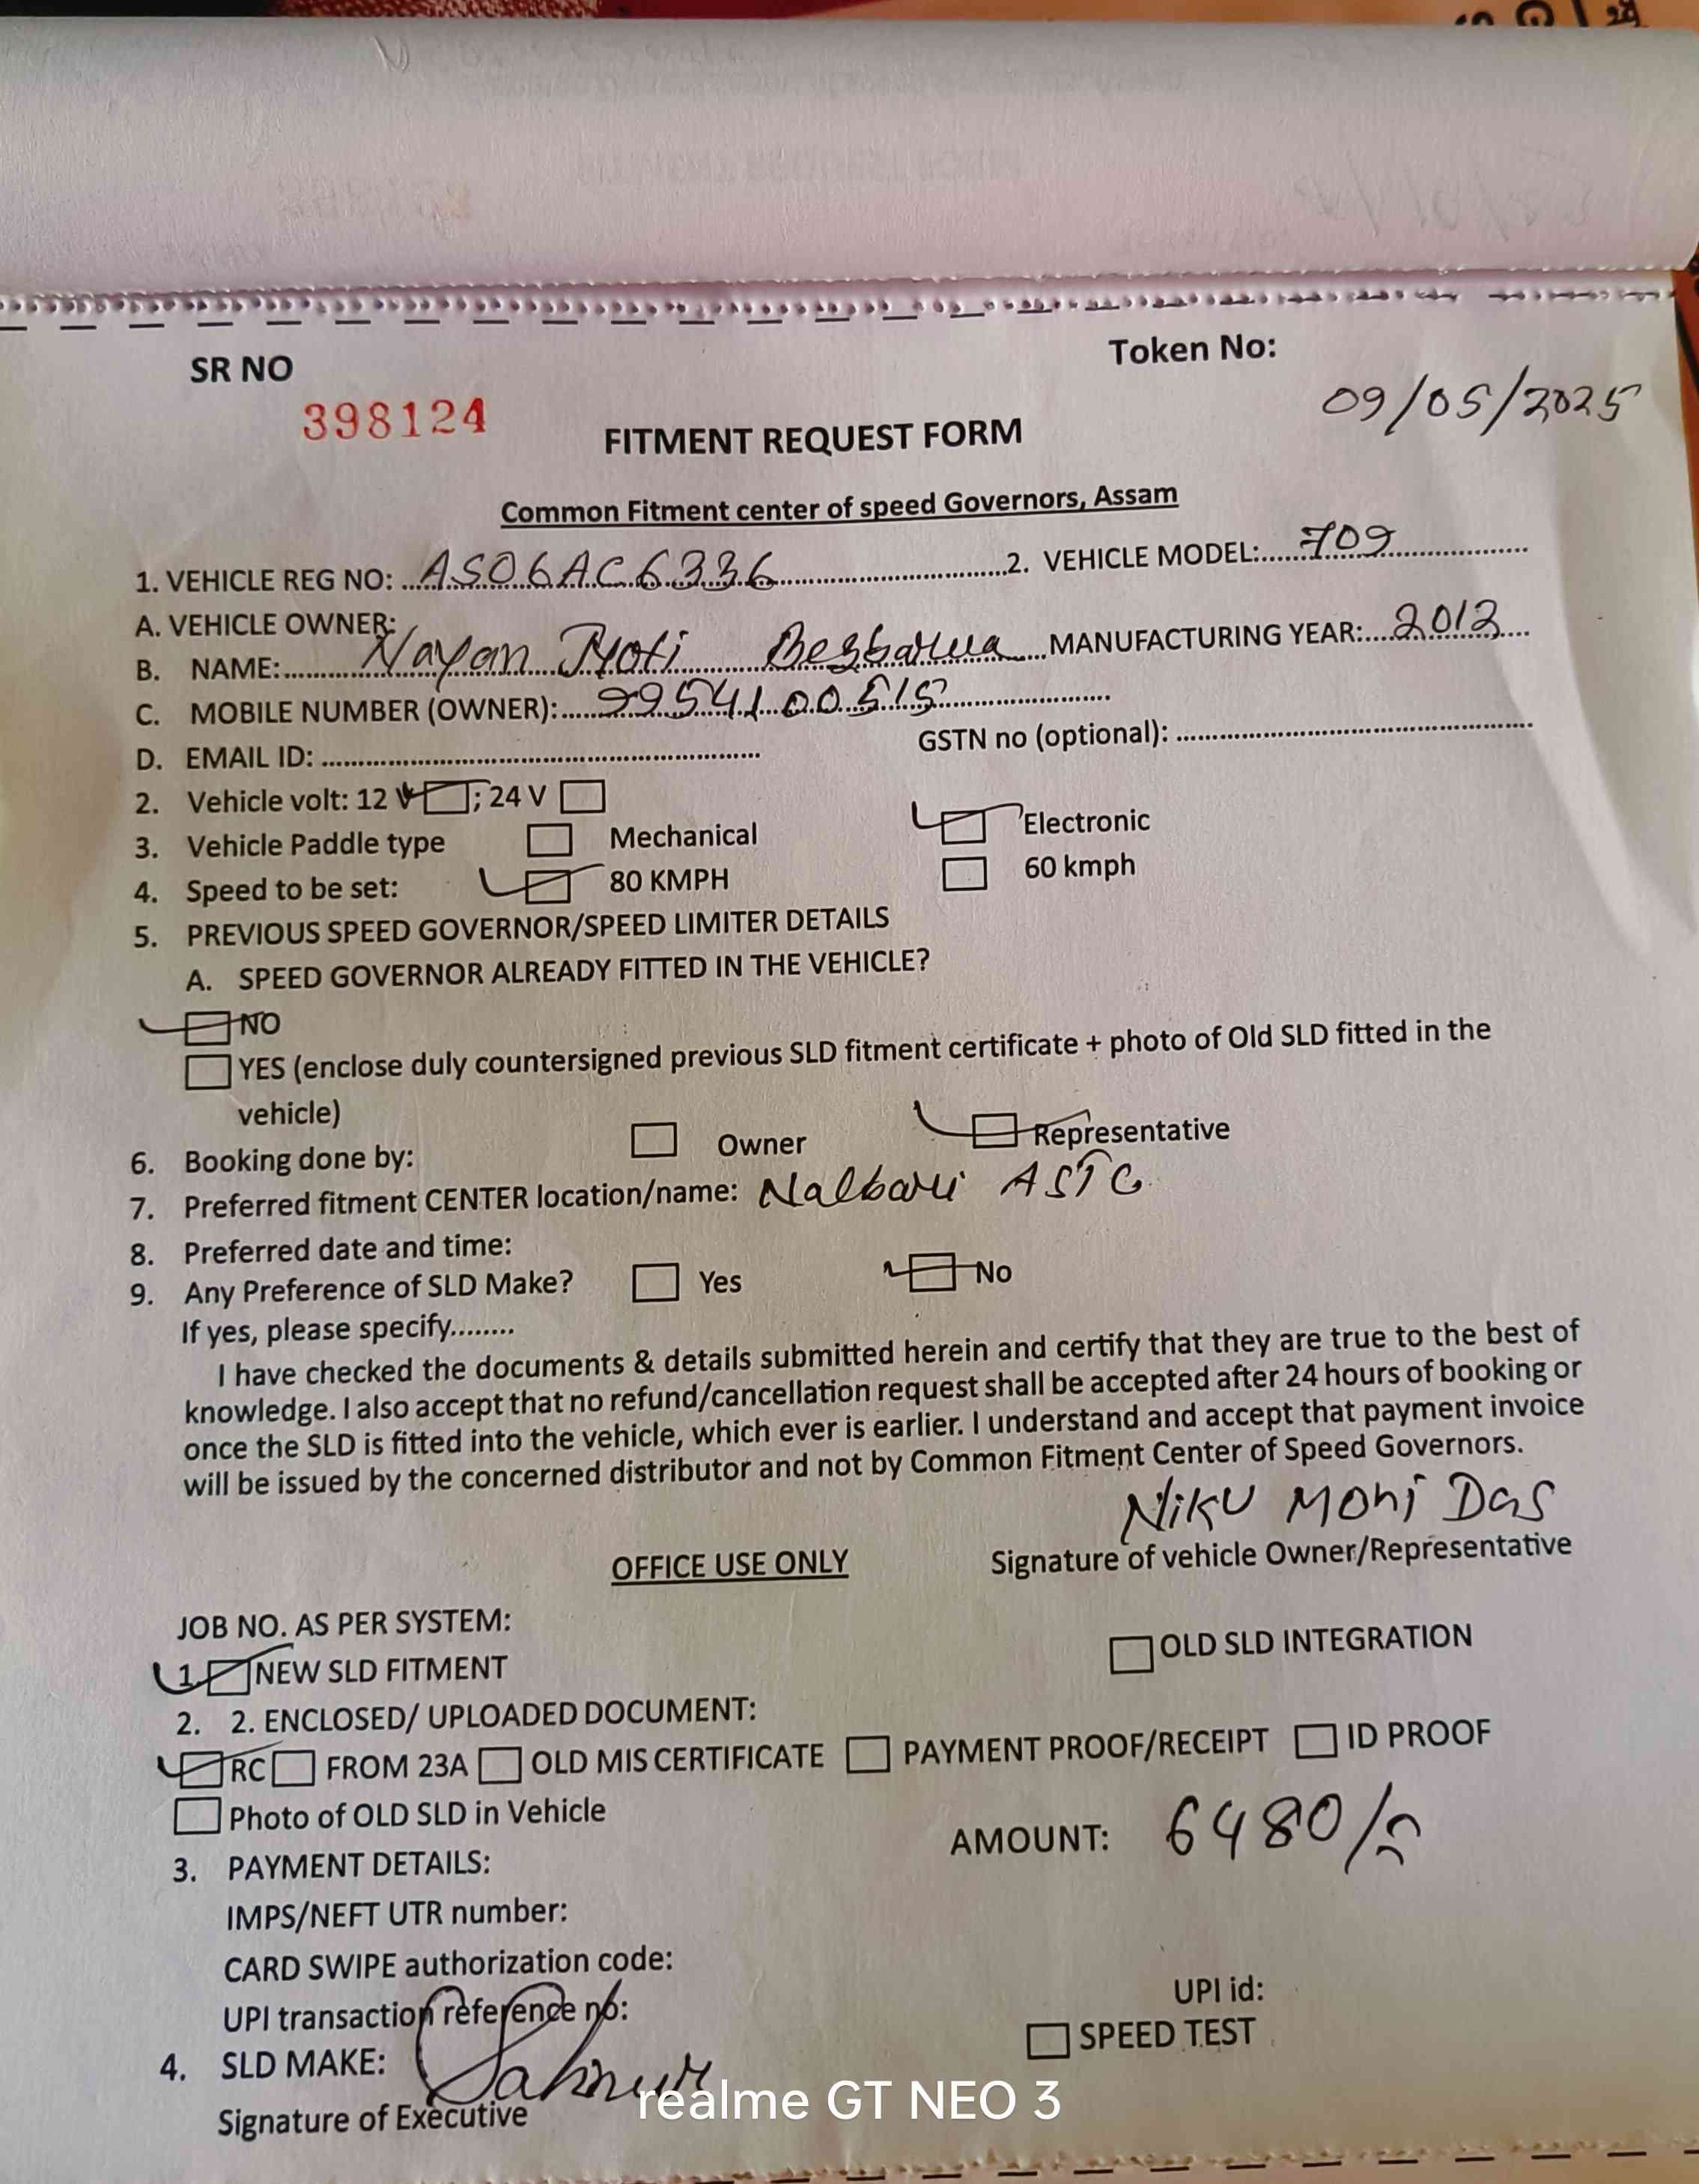 SR NO
Token No:
398124
09/05/2025
FITMENT REQUEST FORM
Common Fitment center of speed Governors, Assam
1. VEHICLE REG NO: ..AS06AC6336..........2. VEHICLE MODEL:.....709..........
A. VEHICLE OWNER:
B. NAME:..........Nayan Jyoti Bezbarua.....MANUFACTURING YEAR:....2012....
C. MOBILE NUMBER (OWNER):.....9954100515..........
D. EMAIL ID: .......... GSTN no (optional): ..........
2. Vehicle volt: 12 V ; 24 V
3. Vehicle Paddle type Mechanical Electronic
4. Speed to be set: 80 KMPH 60 kmph
5. PREVIOUS SPEED GOVERNOR/SPEED LIMITER DETAILS
A. SPEED GOVERNOR ALREADY FITTED IN THE VEHICLE?
NO
YES (enclose duly countersigned previous SLD fitment certificate + photo of Old SLD fitted in the
vehicle)
6. Booking done by: Owner Representative
7. Preferred fitment CENTER location/name: Nalbari ASTC
8. Preferred date and time:
9. Any Preference of SLD Make? Yes No
If yes, please specify........
I have checked the documents & details submitted herein and certify that they are true to the best of
knowledge. I also accept that no refund/cancellation request shall be accepted after 24 hours of booking or
once the SLD is fitted into the vehicle, which ever is earlier. I understand and accept that payment invoice
will be issued by the concerned distributor and not by Common Fitment Center of Speed Governors.
Niku Moni Das
OFFICE USE ONLY
Signature of vehicle Owner/Representative
JOB NO. AS PER SYSTEM:
1. NEW SLD FITMENT OLD SLD INTEGRATION
2. 2. ENCLOSED/ UPLOADED DOCUMENT:
RC FROM 23A OLD MIS CERTIFICATE PAYMENT PROOF/RECEIPT ID PROOF
Photo of OLD SLD in Vehicle
AMOUNT: 6480/-
3. PAYMENT DETAILS:
IMPS/NEFT UTR number:
CARD SWIPE authorization code:
UPI transaction reference no: UPI id:
4. SLD MAKE: SPEED TEST
Signature of Executive
realme GT NEO 3